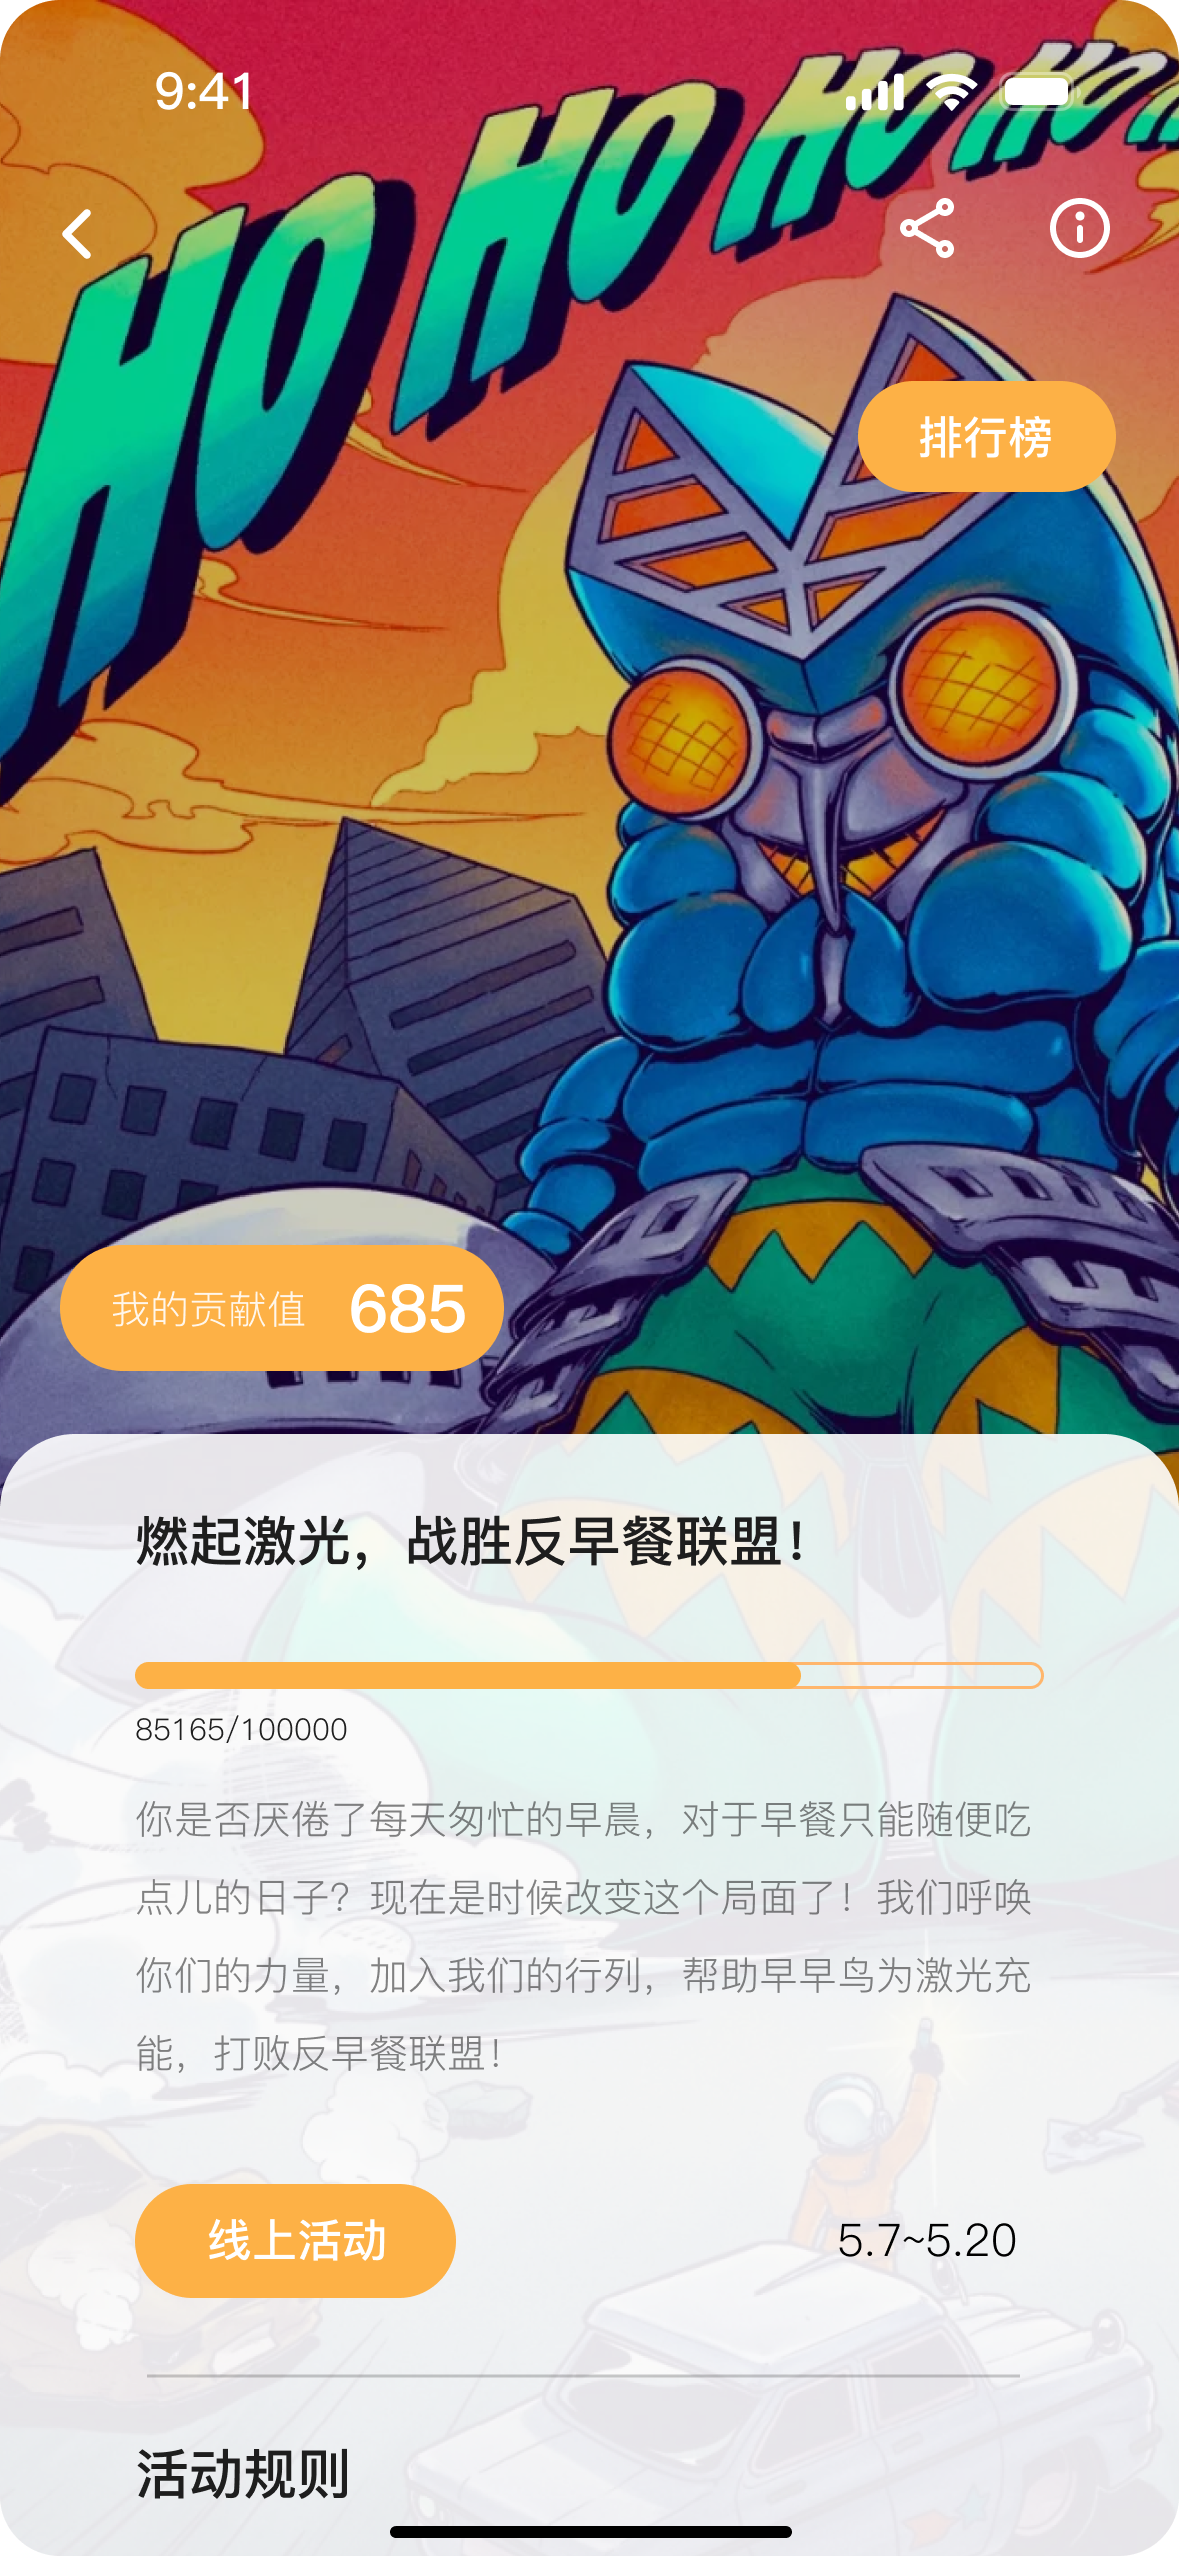 9:41
HO HO HO HO H
排行榜
我的贡献值 685
燃起激光，战胜反早餐联盟！
85165/100000
你是否厌倦了每天匆忙的早晨，对于早餐只能随便吃
点儿的日子？现在是时候改变这个局面了！我们呼唤
你们的力量，加入我们的行列，帮助早早鸟为激光充
能，打败反早餐联盟！
线上活动
5.7~5.20
活动规则